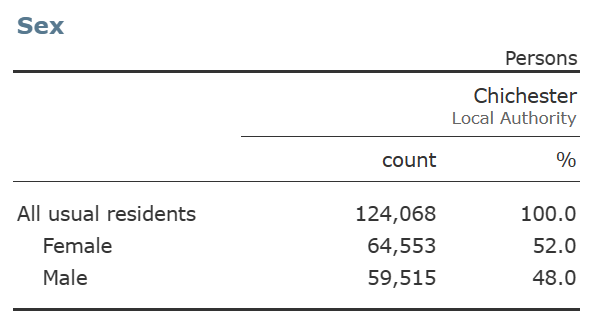 Sex
Persons
Chichester
Local Authority
count %
All usual residents 124,068 100.0
Female 64,553 52.0
Male 59,515 48.0